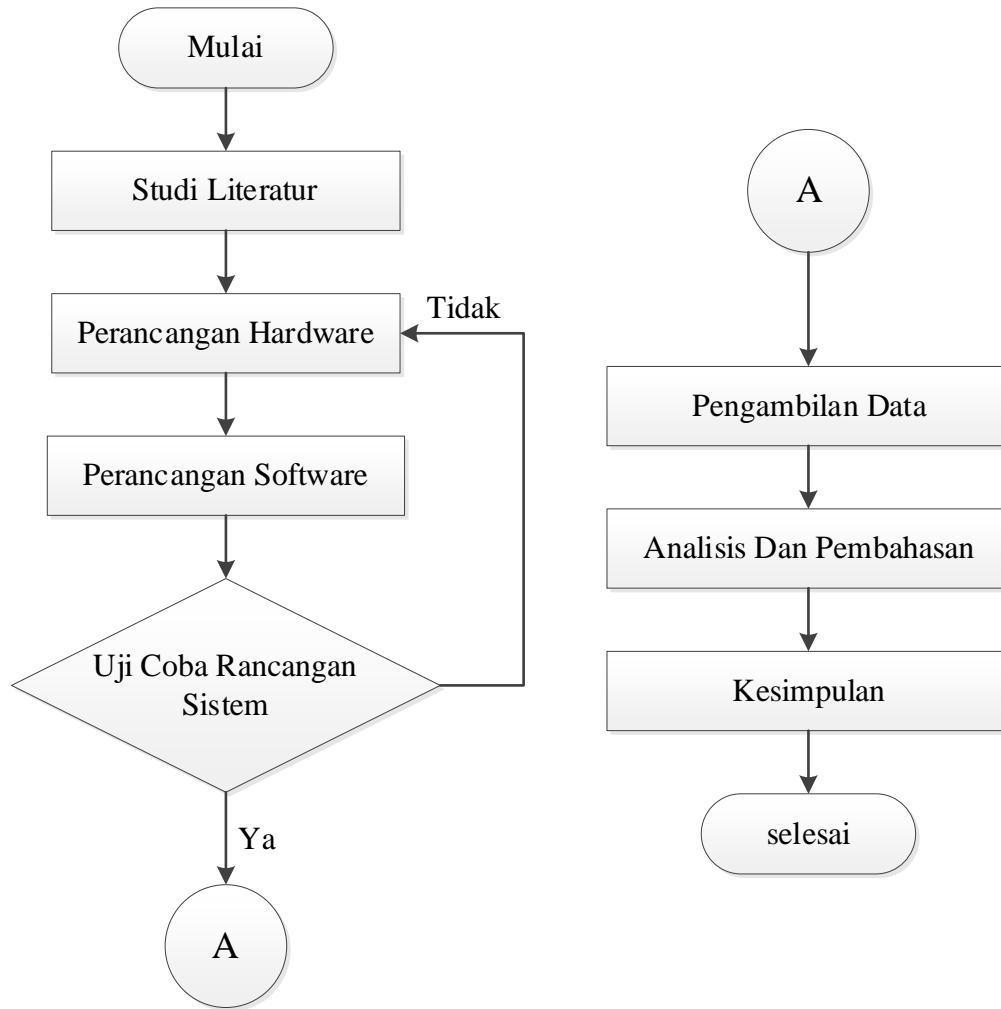 Mulai
Studi Literatur
Perancangan Hardware
Tidak
Perancangan Software
Uji Coba Rancangan
Sistem
Ya
A
A
Pengambilan Data
Analisis Dan Pembahasan
Kesimpulan
selesai